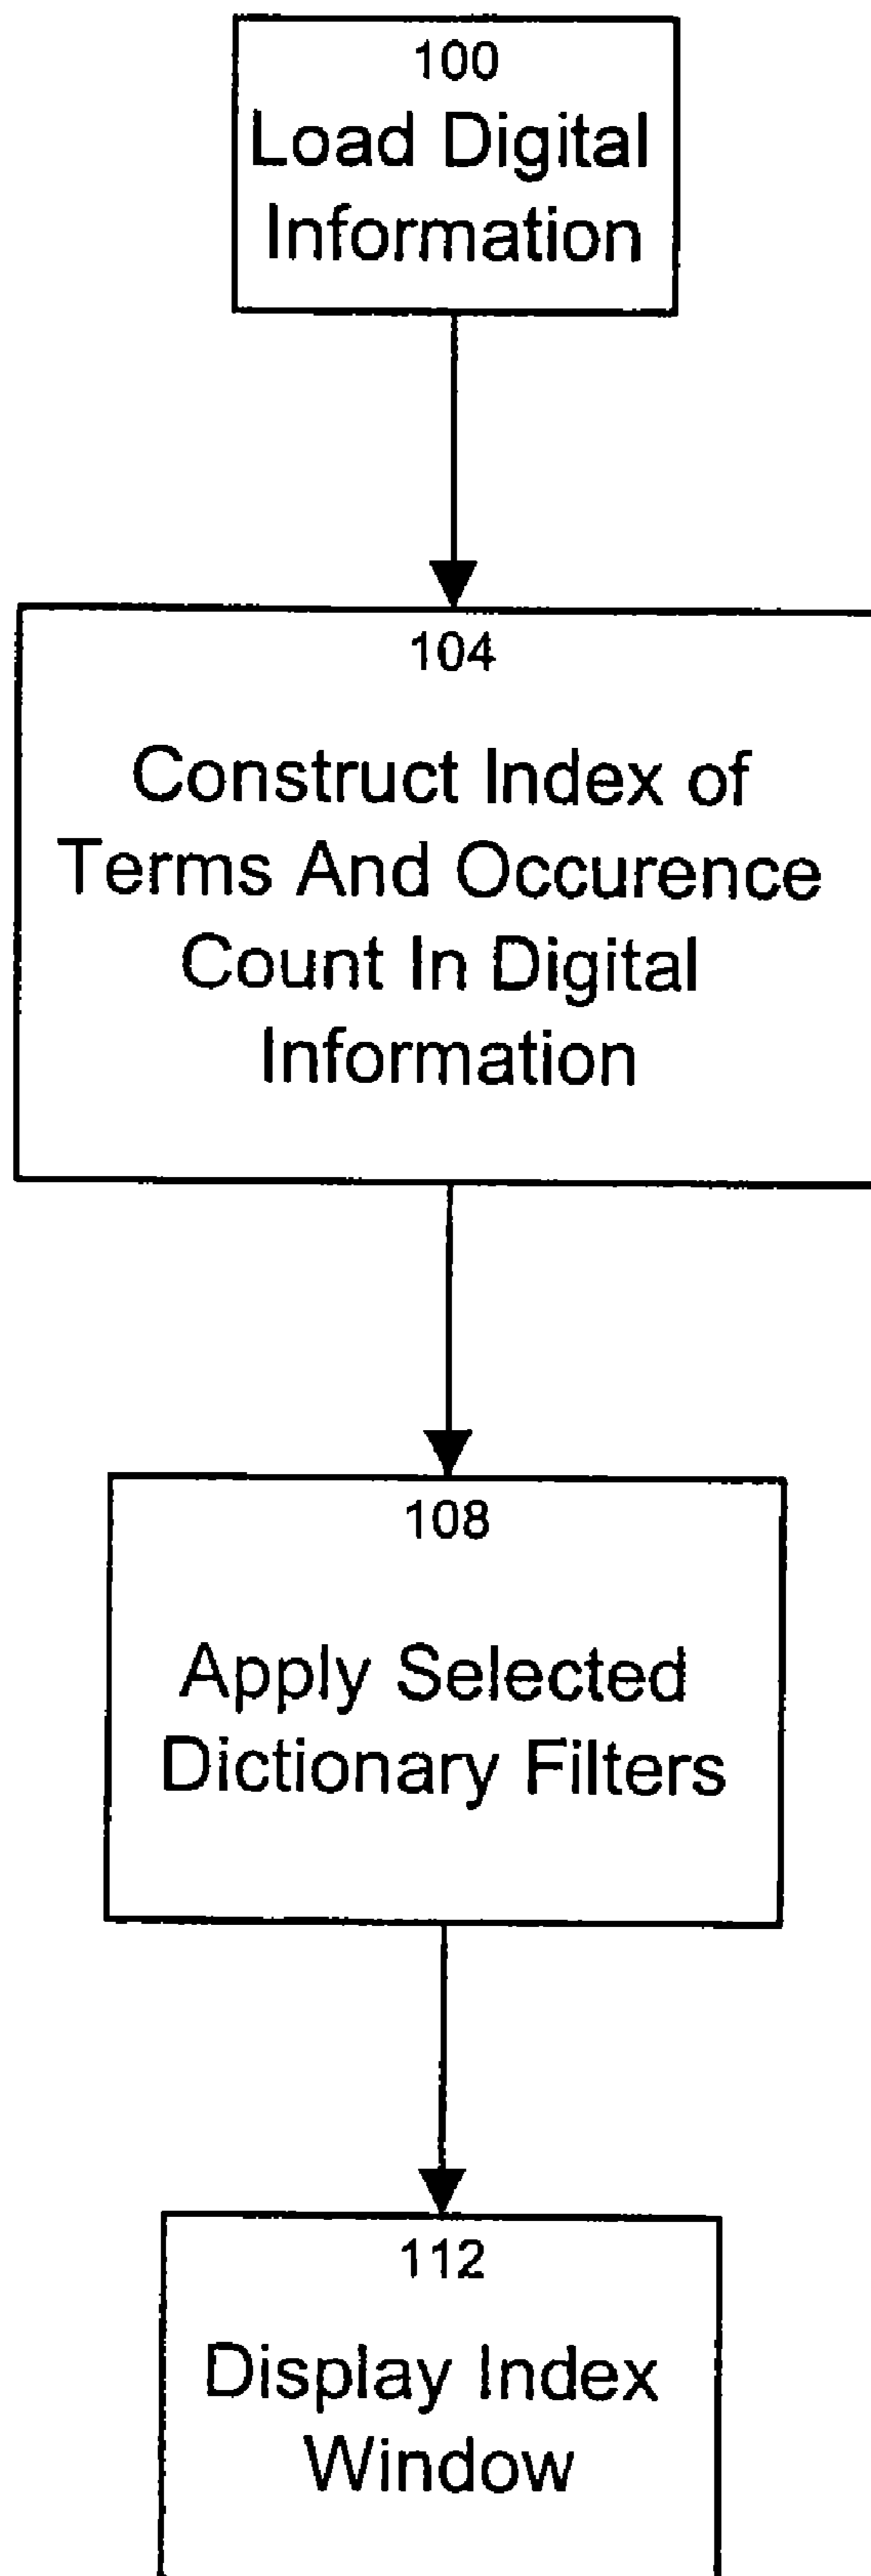 100
Load Digital
Information
104
Construct Index of
Terms And Occurence
Count In Digital
Information
108
Apply Selected
Dictionary Filters
112
Display Index
Window